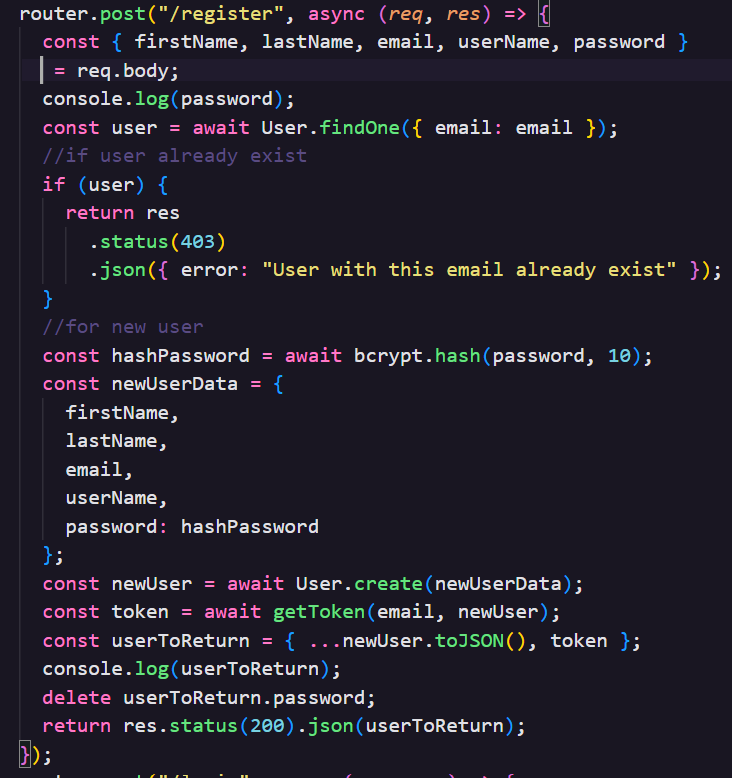 router.post("/register", async (req, res) => {
  const { firstName, lastName, email, userName, password }
   = req.body;
  console.log(password);
  const user = await User.findOne({ email: email });
  //if user already exist
  if (user) {
    return res
      .status(403)
      .json({ error: "User with this email already exist" });
  }
  //for new user
  const hashPassword = await bcrypt.hash(password, 10);
  const newUserData = {
    firstName,
    lastName,
    email,
    userName,
    password: hashPassword
  };
  const newUser = await User.create(newUserData);
  const token = await getToken(email, newUser);
  const userToReturn = { ...newUser.toJSON(), token };
  console.log(userToReturn);
  delete userToReturn.password;
  return res.status(200).json(userToReturn);
});